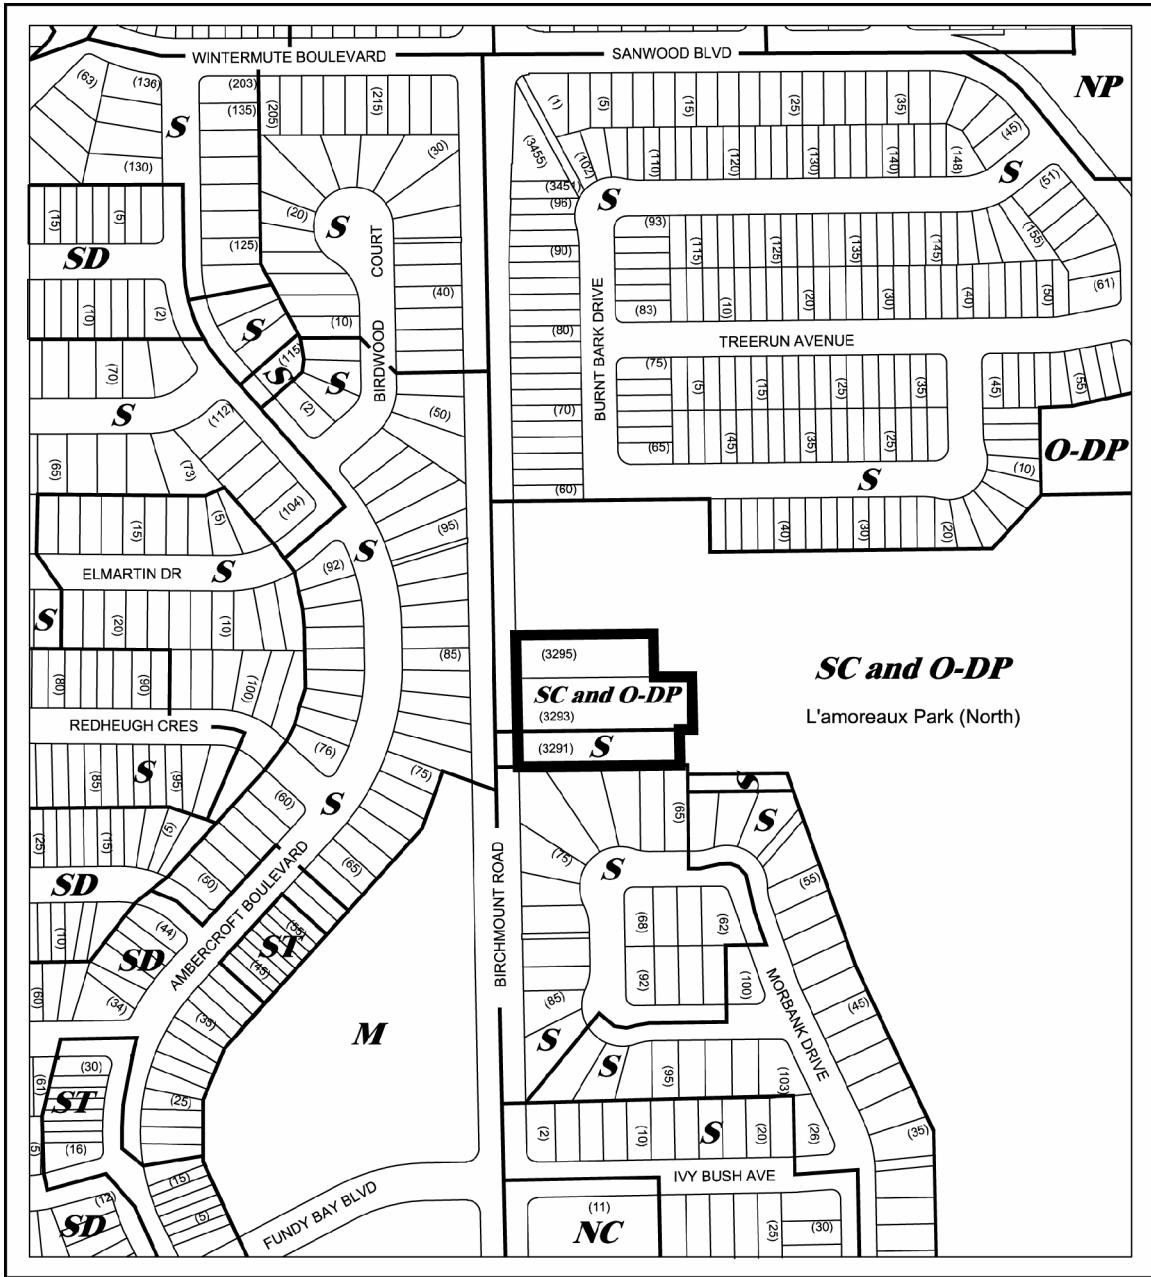 WINTERMUTE BOULEVARD
SANWOOD BLVD
NP
(63)
(136)
(203)
(135)
(205)
(215)
(1)
(5)
(15)
(25)
(35)
(45)
S
(130)
(30)
(3455)
(3451)
(102)
(110)
(120)
(130)
(140)
(148)
S
(51)
(15)
(5)
(20)
S
(96)
S
(93)
(115)
(125)
(135)
(145)
(155)
SD
(125)
COURT
(90)
(61)
(10)
(2)
(40)
(83)
(10)
(20)
(30)
(40)
(50)
S
(10)
BIRDWOOD
(80)
BURNT BARK DRIVE
TREERUN AVENUE
(115)
S
S
(70)
(75)
(5)
(15)
(25)
(35)
(45)
(55)
S
(112)
(2)
(50)
(70)
(65)
(45)
(35)
(25)
O-DP
(65)
(73)
S
(10)
(60)
(15)
(5)
(104)
(95)
(40)
(30)
(20)
S
ELMARTIN DR
S
(92)
S
(20)
(10)
(85)
(3295)
SC and O-DP
SC and O-DP
L'amoreaux Park (North)
(80)
(90)
(100)
(3293)
REDHEUGH CRES
(76)
(3291)
S
(85)
S
(95)
(75)
S
(60)
S
(65)
S
(25)
(15)
(5)
(65)
(75)
S
(55)
SD
(50)
AMBERCROFT BOULEVARD
BIRCHMOUNT ROAD
(10)
(44)
(55)
(68)
(62)
SD
ST
(45)
(92)
(100)
MORBANK DRIVE
(60)
(34)
(35)
M
(85)
(45)
S
S
(30)
(61)
ST
(25)
(95)
(103)
(5)
(16)
(2)
(10)
S
(20)
(26)
(35)
(15)
IVY BUSH AVE
(12)
SD
(5)
FUNDY BAY BLVD
(11)
NC
(25)
(30)